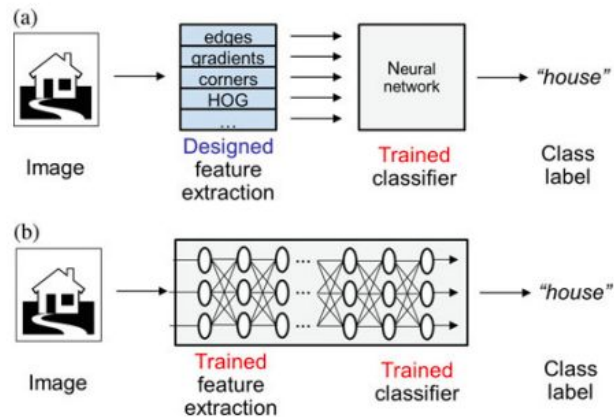 (a)
edges
gradients
corners
HOG
...
Neural
network
"house"
Image
Designed
feature
extraction
Trained
classifier
Class
label
(b)
...
...
...
"house"
Image
Trained
feature
extraction
Trained
classifier
Class
label